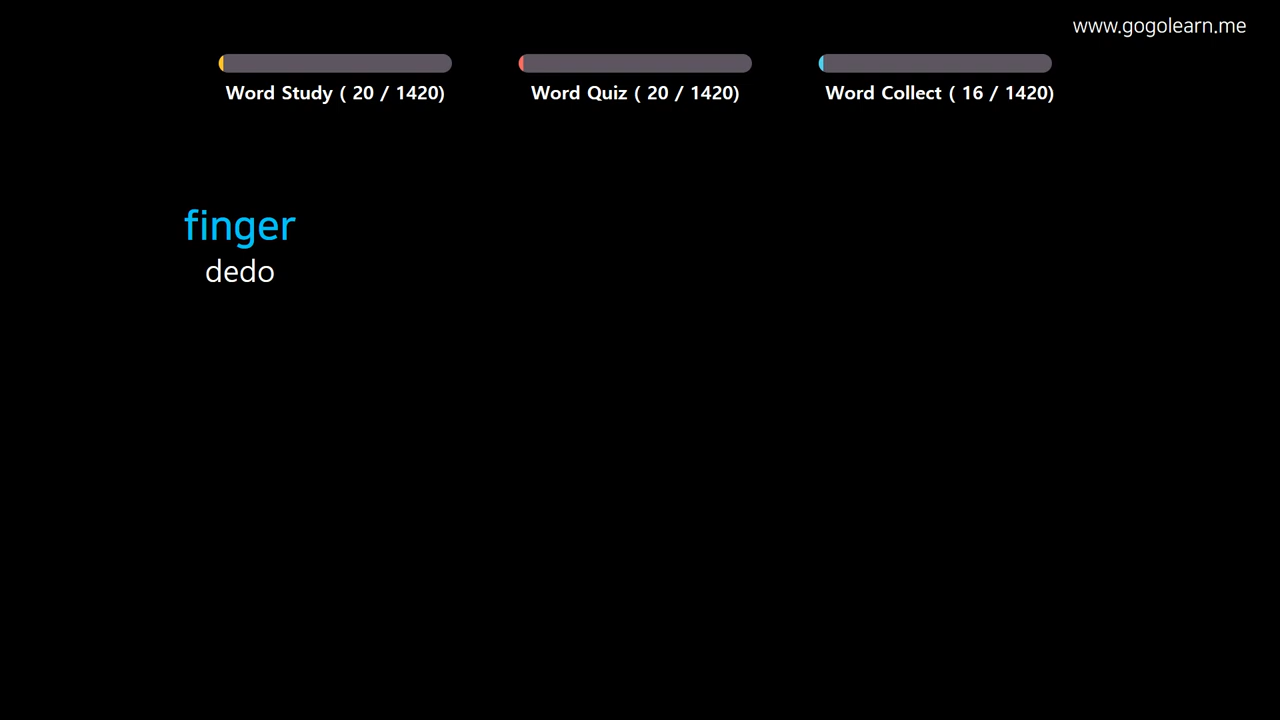 www.gogolearn.me
Word Study ( 20 / 1420)
Word Quiz ( 20 / 1420)
Word Collect ( 16 / 1420)
finger
dedo